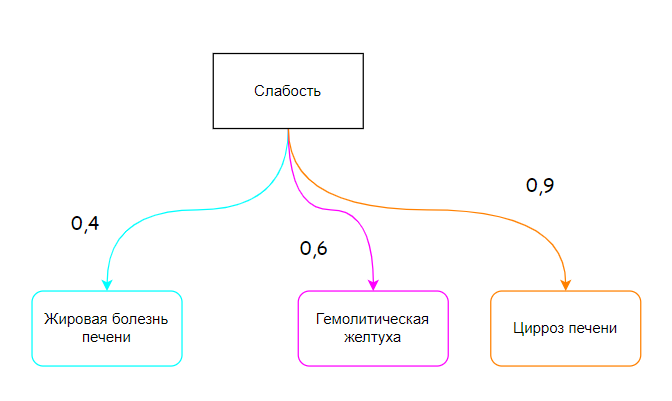 Слабость
0,9
0,4
0,6
Жировая болезнь
печени
Гемолитическая
желтуха
Цирроз печени